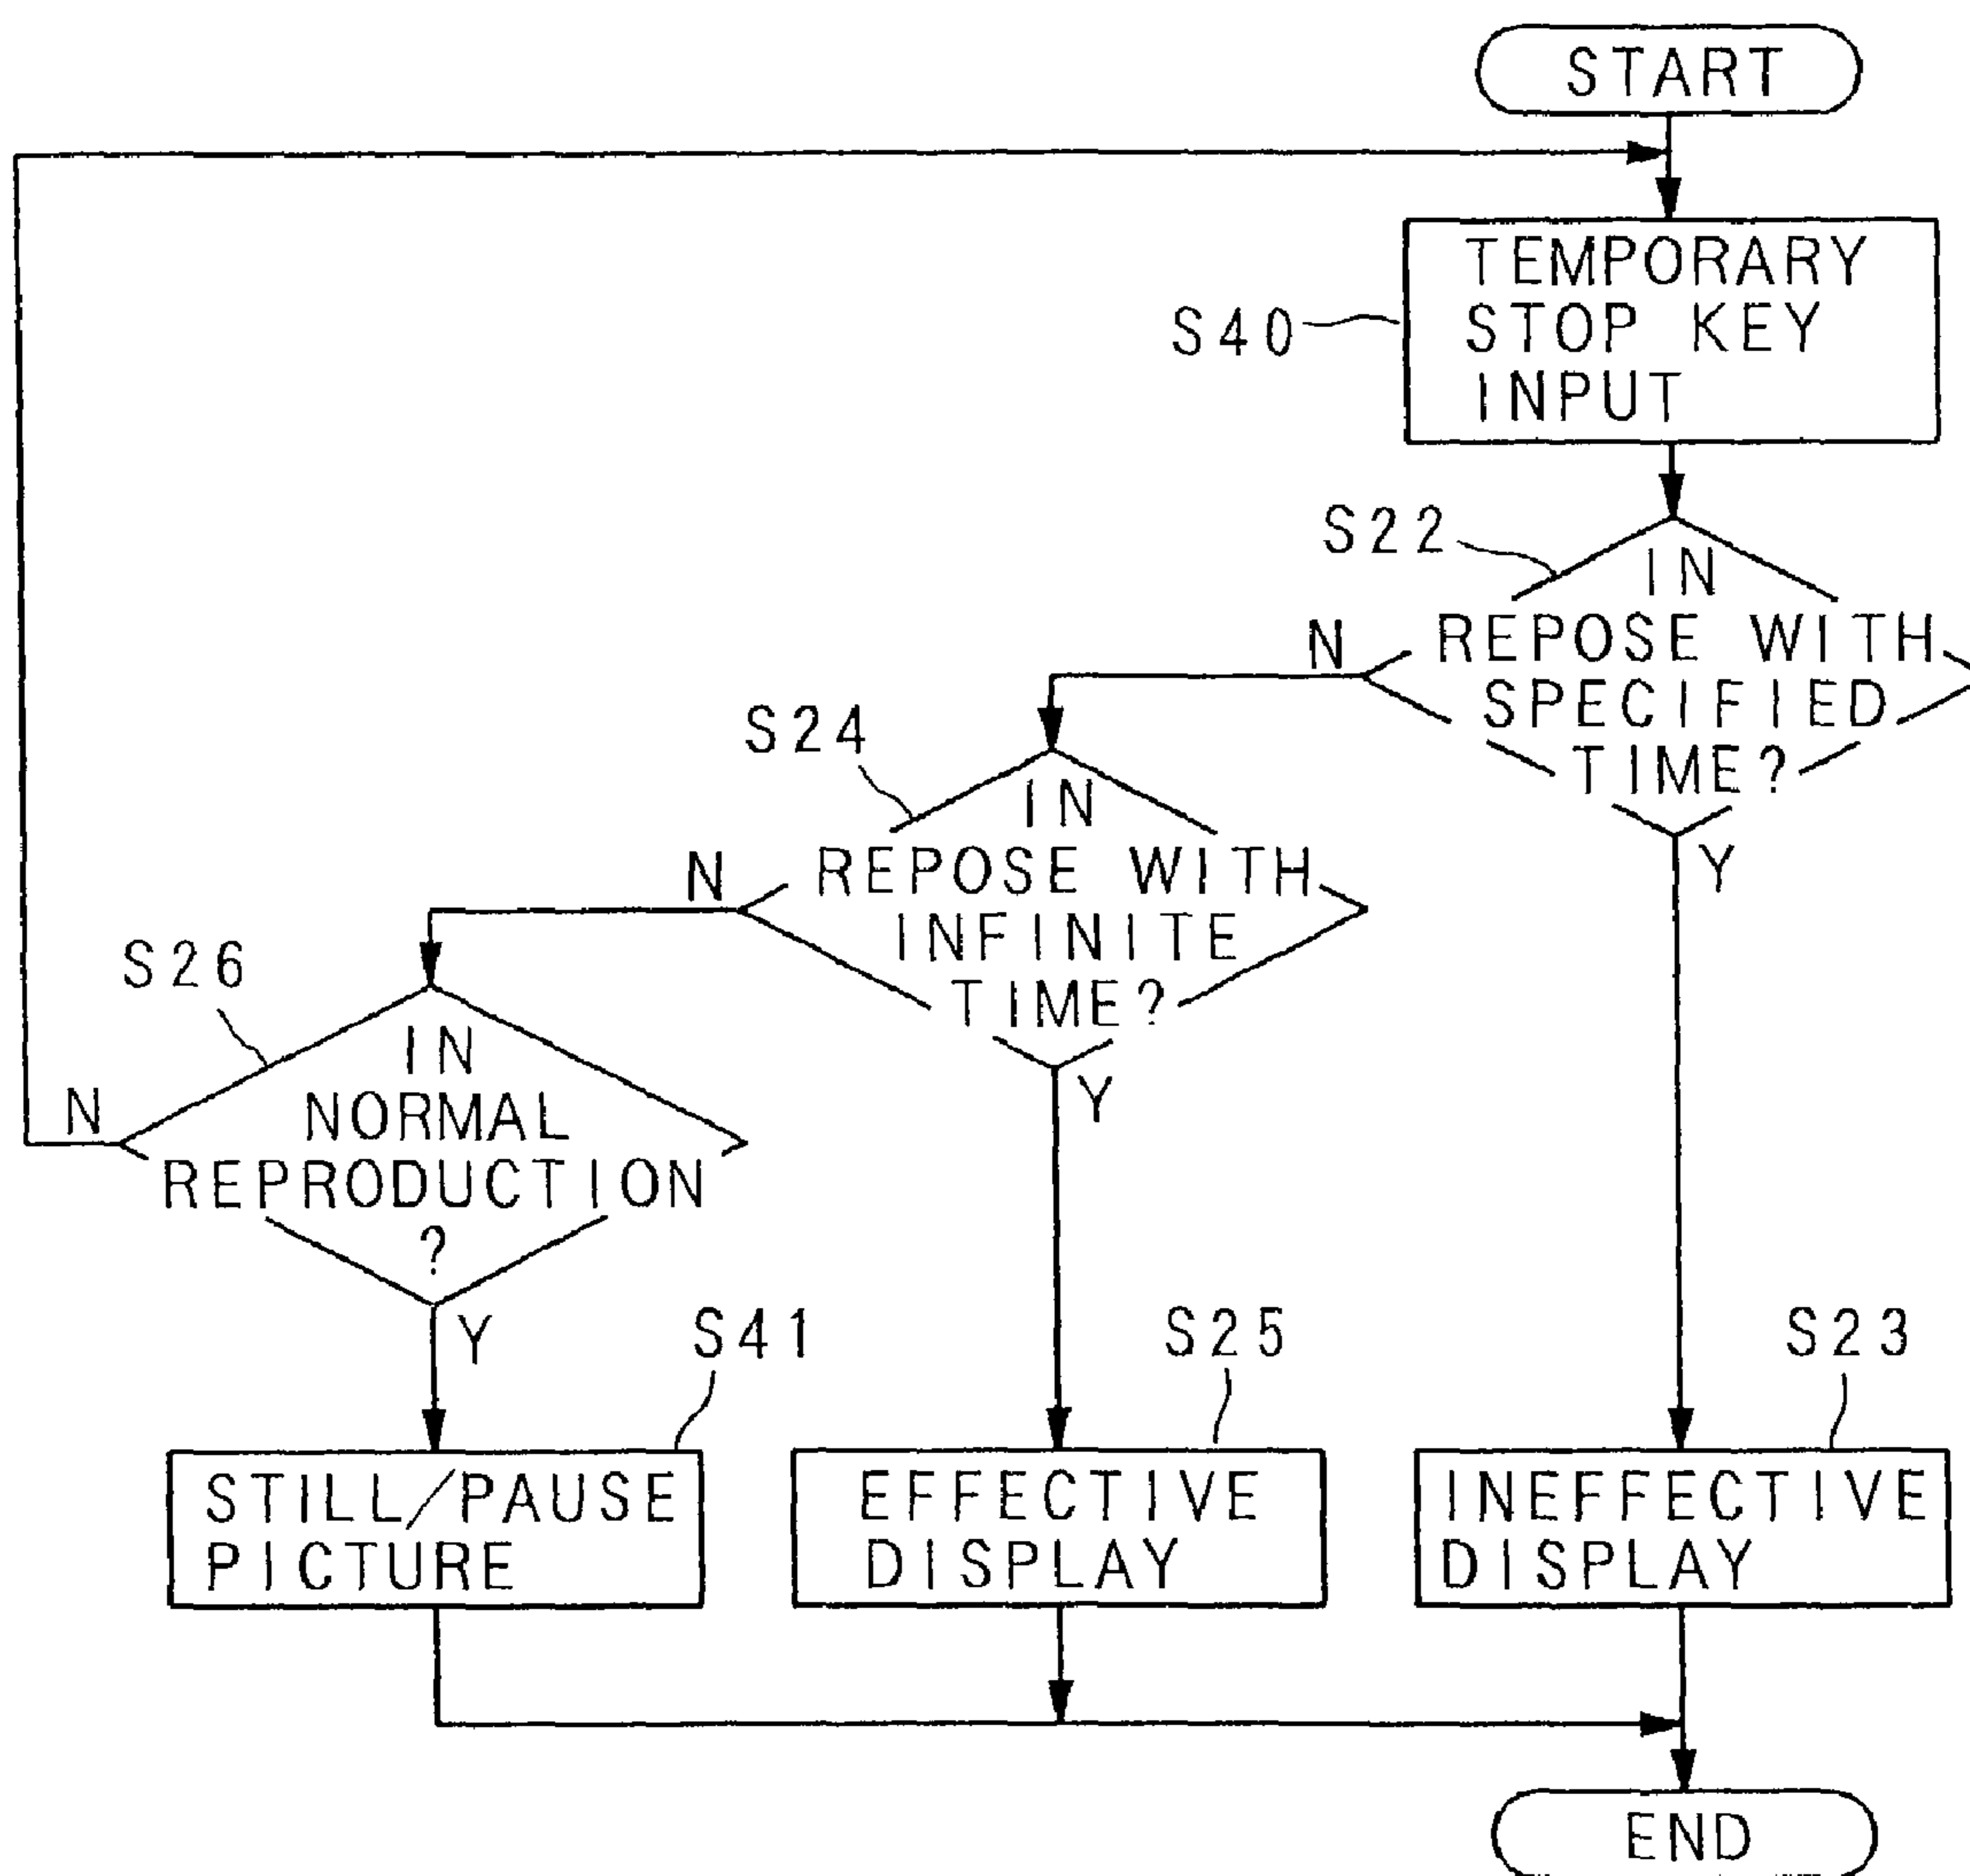 START
TEMPORARY
STOP KEY
INPUT
S40
S22
IN
REPOSE WITH
SPECIFIED
TIME?
N
Y
S24
IN
REPOSE WITH
INFINITE
TIME?
N
Y
S26
IN
NORMAL
REPRODUCTION
?
N
Y
S41
STILL/PAUSE
PICTURE
S25
EFFECTIVE
DISPLAY
S23
INEFFECTIVE
DISPLAY
END